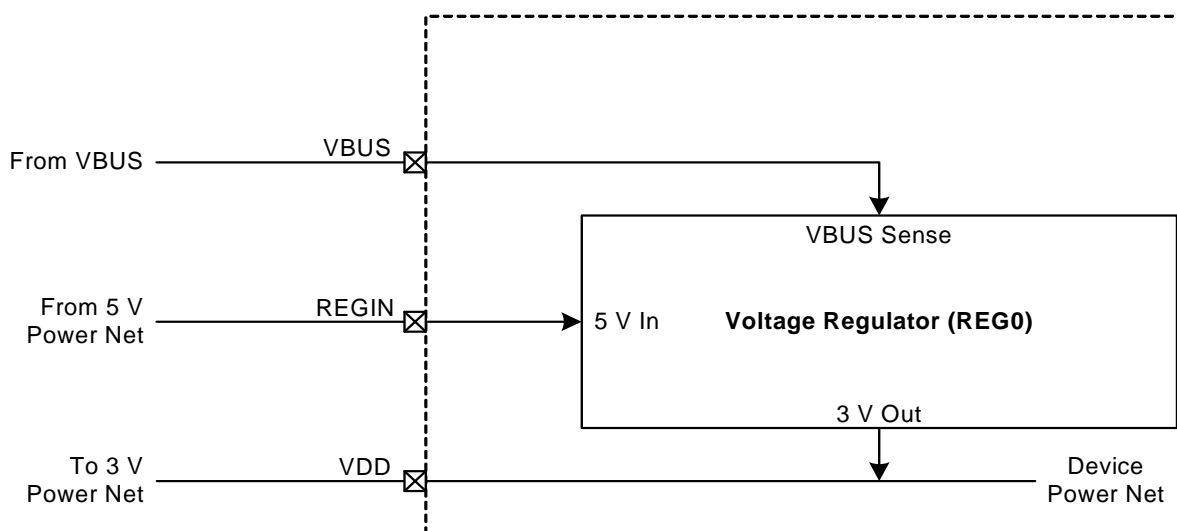 From VBUS
VBUS
VBUS Sense
From 5 V
Power Net
REGIN
5 V In
Voltage Regulator (REG0)
3 V Out
To 3 V
Power Net
VDD
Device
Power Net